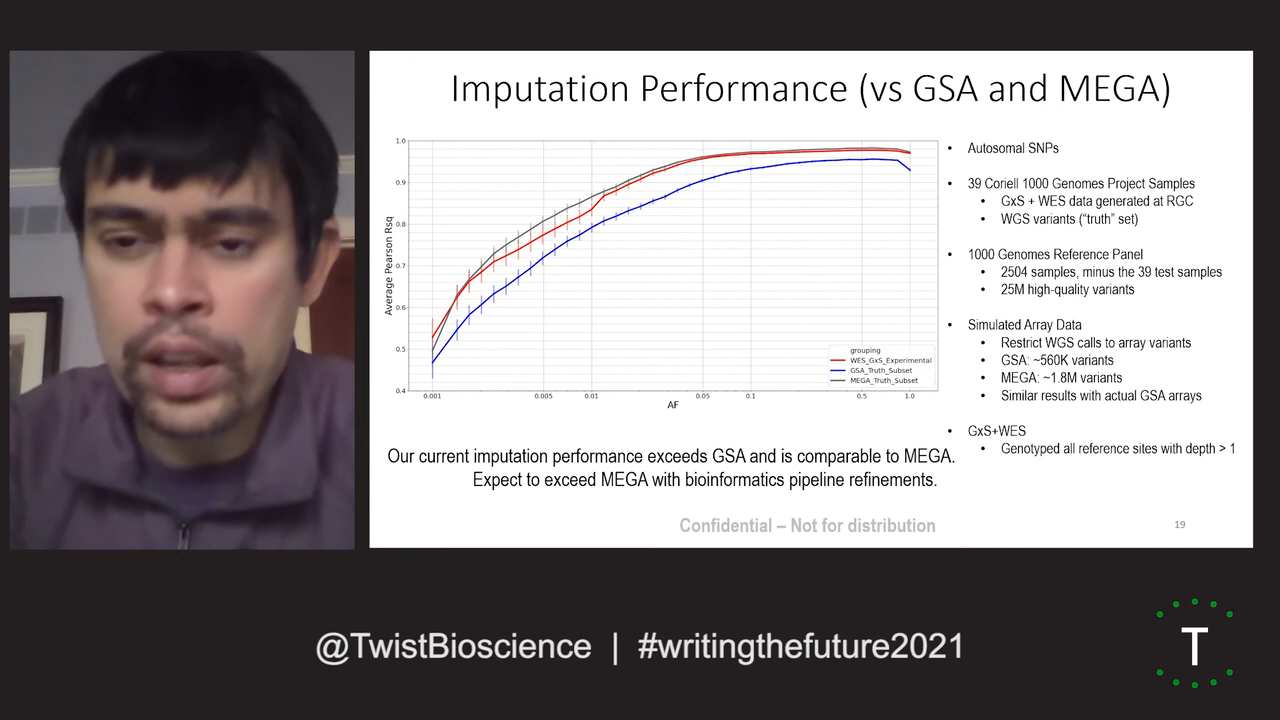 Imputation Performance (vs GSA and MEGA)
1.0
0.9
0.8
0.7
0.6
0.5
0.4
Average Pearson Rsq
0.001
0.005
0.01
0.05
0.1
0.5
1.0
AF
grouping
WES_GxS_Experimental
GSA_Truth_Subset
MEGA_Truth_Subset
• Autosomal SNPs
• 39 Coriell 1000 Genomes Project Samples
• GxS + WES data generated at RGC
• WGS variants (“truth” set)
• 1000 Genomes Reference Panel
• 2504 samples, minus the 39 test samples
• 25M high-quality variants
• Simulated Array Data
• Restrict WGS calls to array variants
• GSA: ~560K variants
• MEGA: ~1.8M variants
• Similar results with actual GSA arrays
• GxS+WES
• Genotyped all reference sites with depth > 1
Our current imputation performance exceeds GSA and is comparable to MEGA.
Expect to exceed MEGA with bioinformatics pipeline refinements.
Confidential – Not for distribution
19
@TwistBioscience | #writingthefuture2021
T